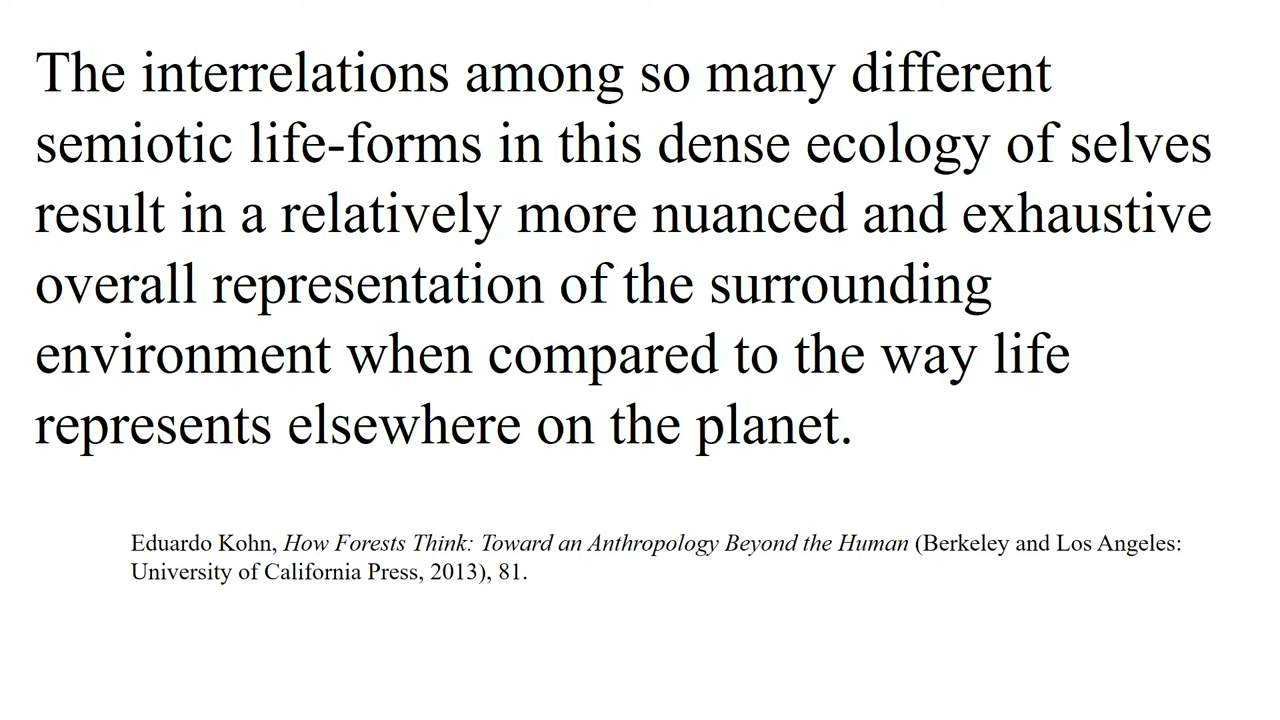 The interrelations among so many different
semiotic life-forms in this dense ecology of selves
result in a relatively more nuanced and exhaustive
overall representation of the surrounding
environment when compared to the way life
represents elsewhere on the planet.
Eduardo Kohn, How Forests Think: Toward an Anthropology Beyond the Human (Berkeley and Los Angeles:
University of California Press, 2013), 81.